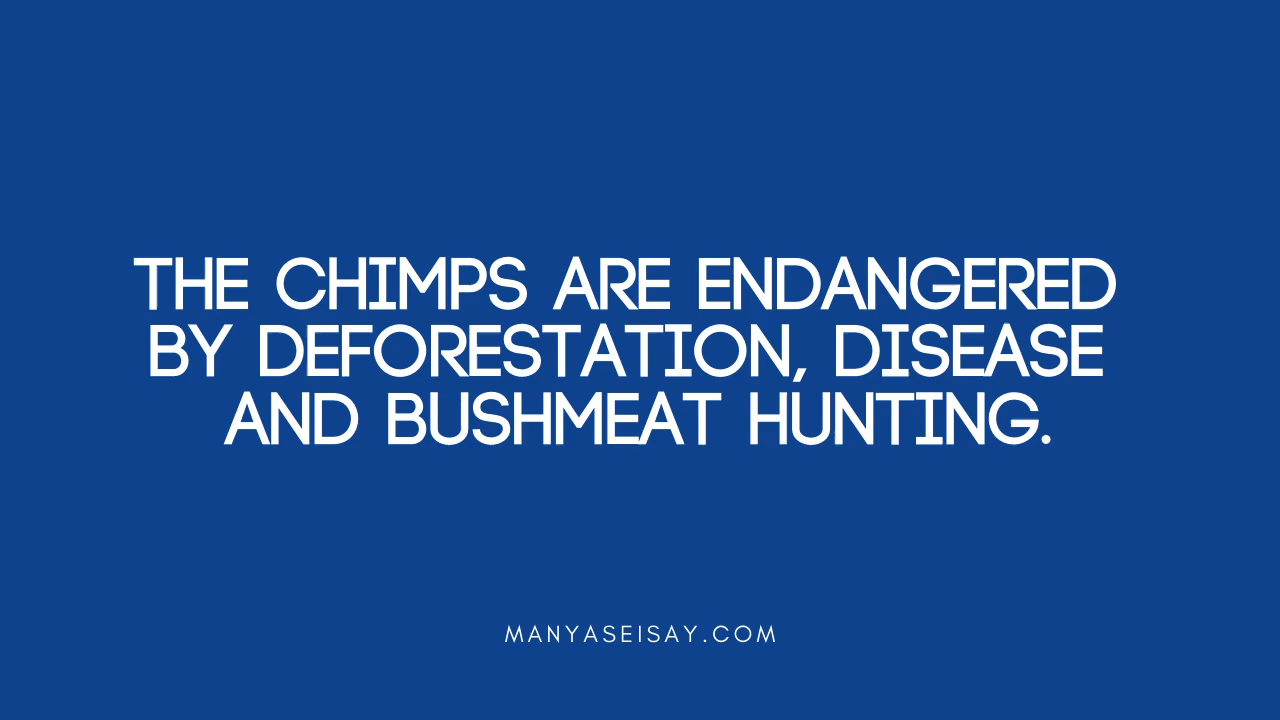 THE CHIMPS ARE ENDANGERED
BY DEFORESTATION, DISEASE
AND BUSHMEAT HUNTING.
MANYASEISAY.COM